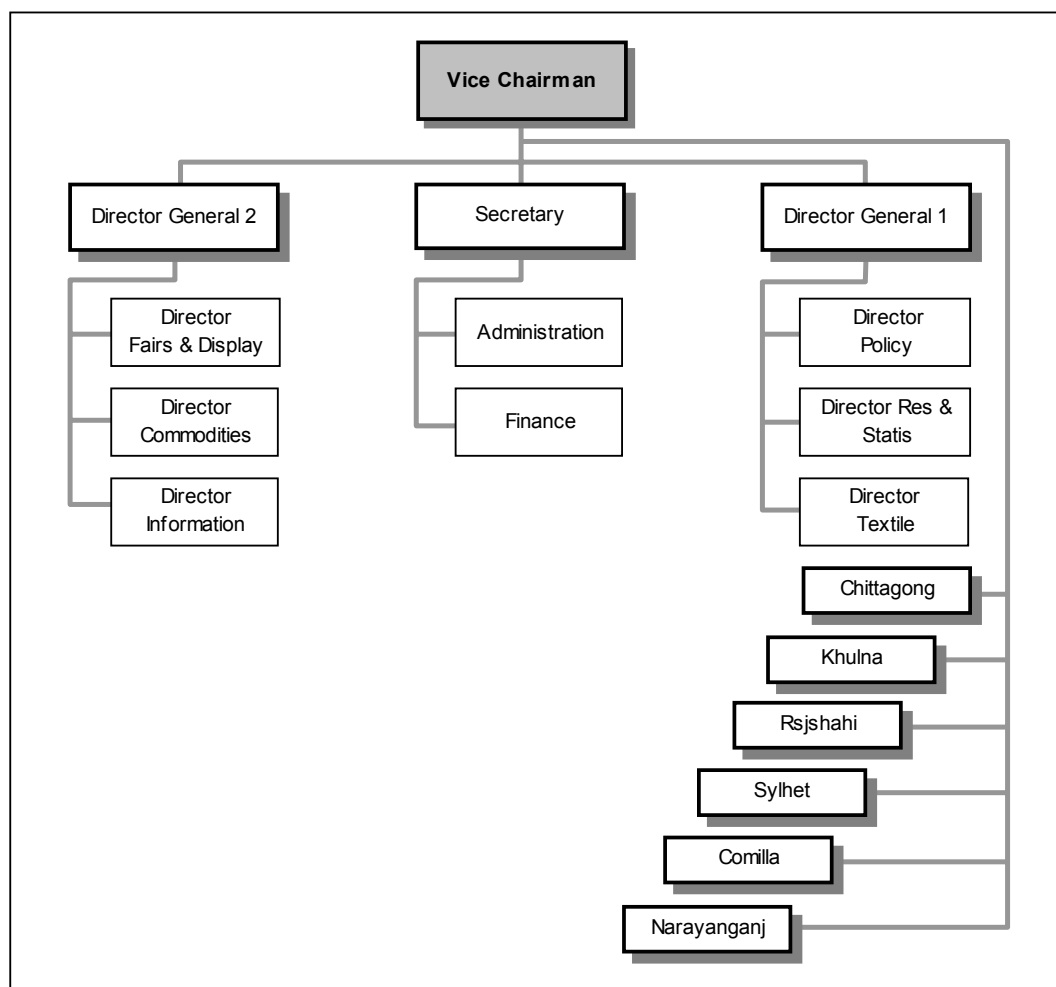 Vice Chairman
Director General 2
Secretary
Director General 1
Director
Fairs & Display
Administration
Director
Policy
Director
Commodities
Finance
Director Res &
Statis
Director
Information
Director
Textile
Chittagong
Khulna
Rsjshahi
Sylhet
Comilla
Narayanganj